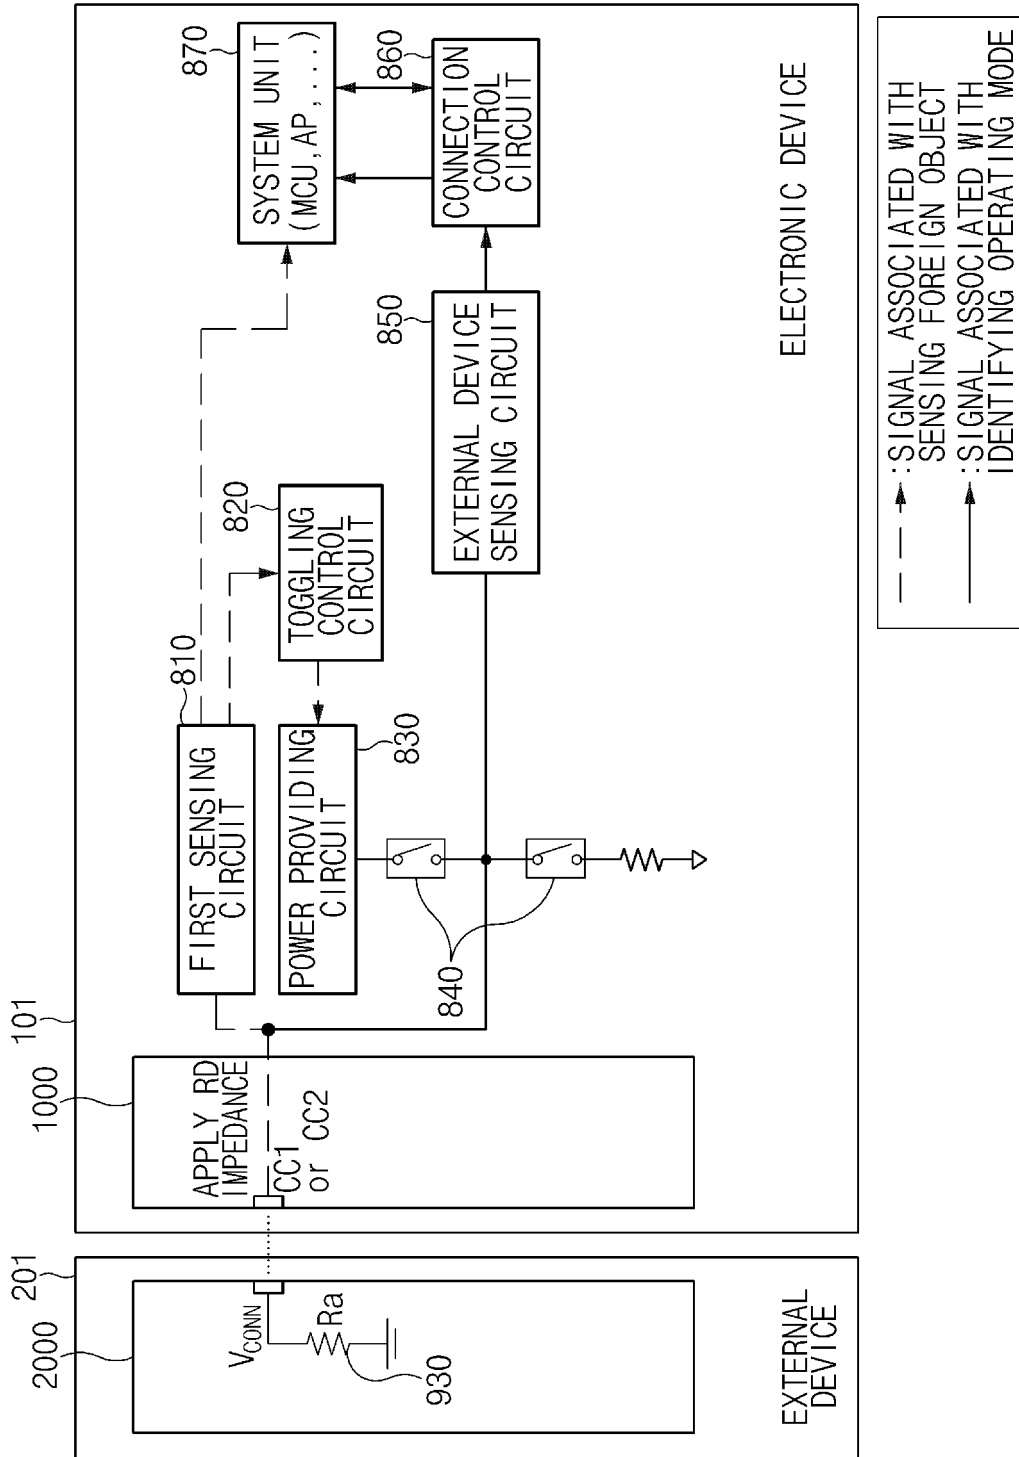 2000
201
V_CONN
Ra
930
EXTERNAL
DEVICE
1000
101
APPLY RD
IMPEDANCE
CC1
or CC2
810
FIRST SENSING
CIRCUIT
820
TOGGLING
CONTROL
CIRCUIT
POWER PROVIDING
CIRCUIT
830
840
850
EXTERNAL DEVICE
SENSING CIRCUIT
870
SYSTEM UNIT
(MCU,AP,...)
860
CONNECTION
CONTROL
CIRCUIT
ELECTRONIC DEVICE
:SIGNAL ASSOCIATED WITH
SENSING FOREIGN OBJECT
:SIGNAL ASSOCIATED WITH
IDENTIFYING OPERATING MODE